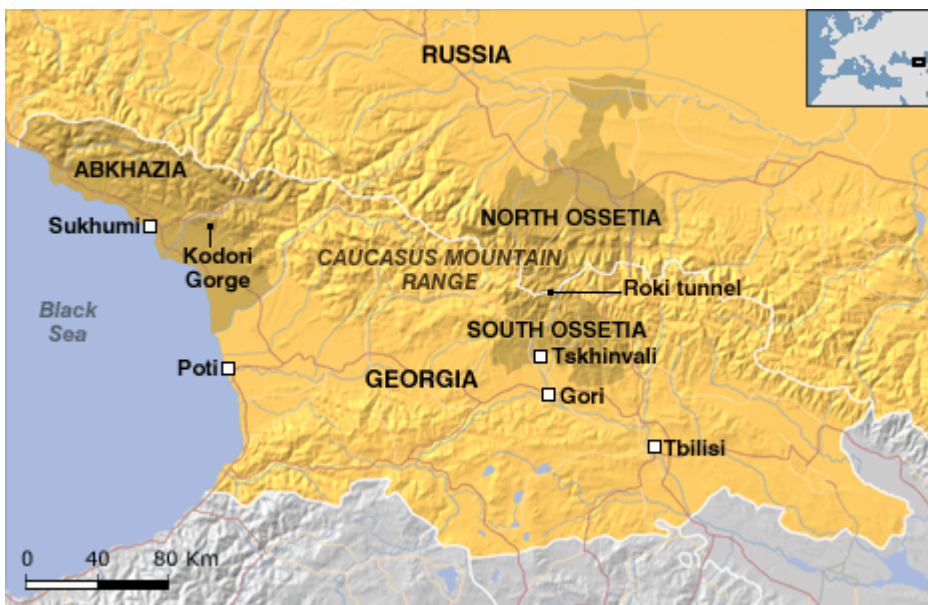 RUSSIA
ABKHAZIA
Sukhumi
NORTH OSSETIA
Kodori
Gorge
CAUCASUS MOUNTAIN
RANGE
Roki tunnel
Black
Sea
SOUTH OSSETIA
Tskhinvali
Poti
GEORGIA
Gori
Tbilisi
0 40 80 Km